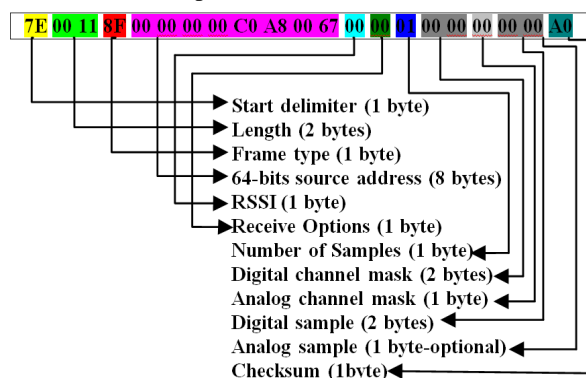 7E 00 11 8F 00 00 00 00 C0 A8 00 67 00 00 01 00 00 00 00 00 A0
Start delimiter (1 byte)
Length (2 bytes)
Frame type (1 byte)
64-bits source address (8 bytes)
RSSI (1 byte)
Receive Options (1 byte)
Number of Samples (1 byte)
Digital channel mask (2 bytes)
Analog channel mask (1 byte)
Digital sample (2 bytes)
Analog sample (1 byte-optional)
Checksum (1byte)